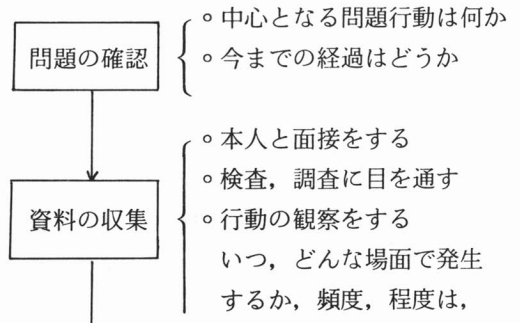 問題の確認
○中心となる問題行動は何か
○今までの経過はどうか
資料の収集
○本人と面接をする
○検査，調査に目を通す
○行動の観察をする
いつ，どんな場面で発生
するか，頻度，程度は，